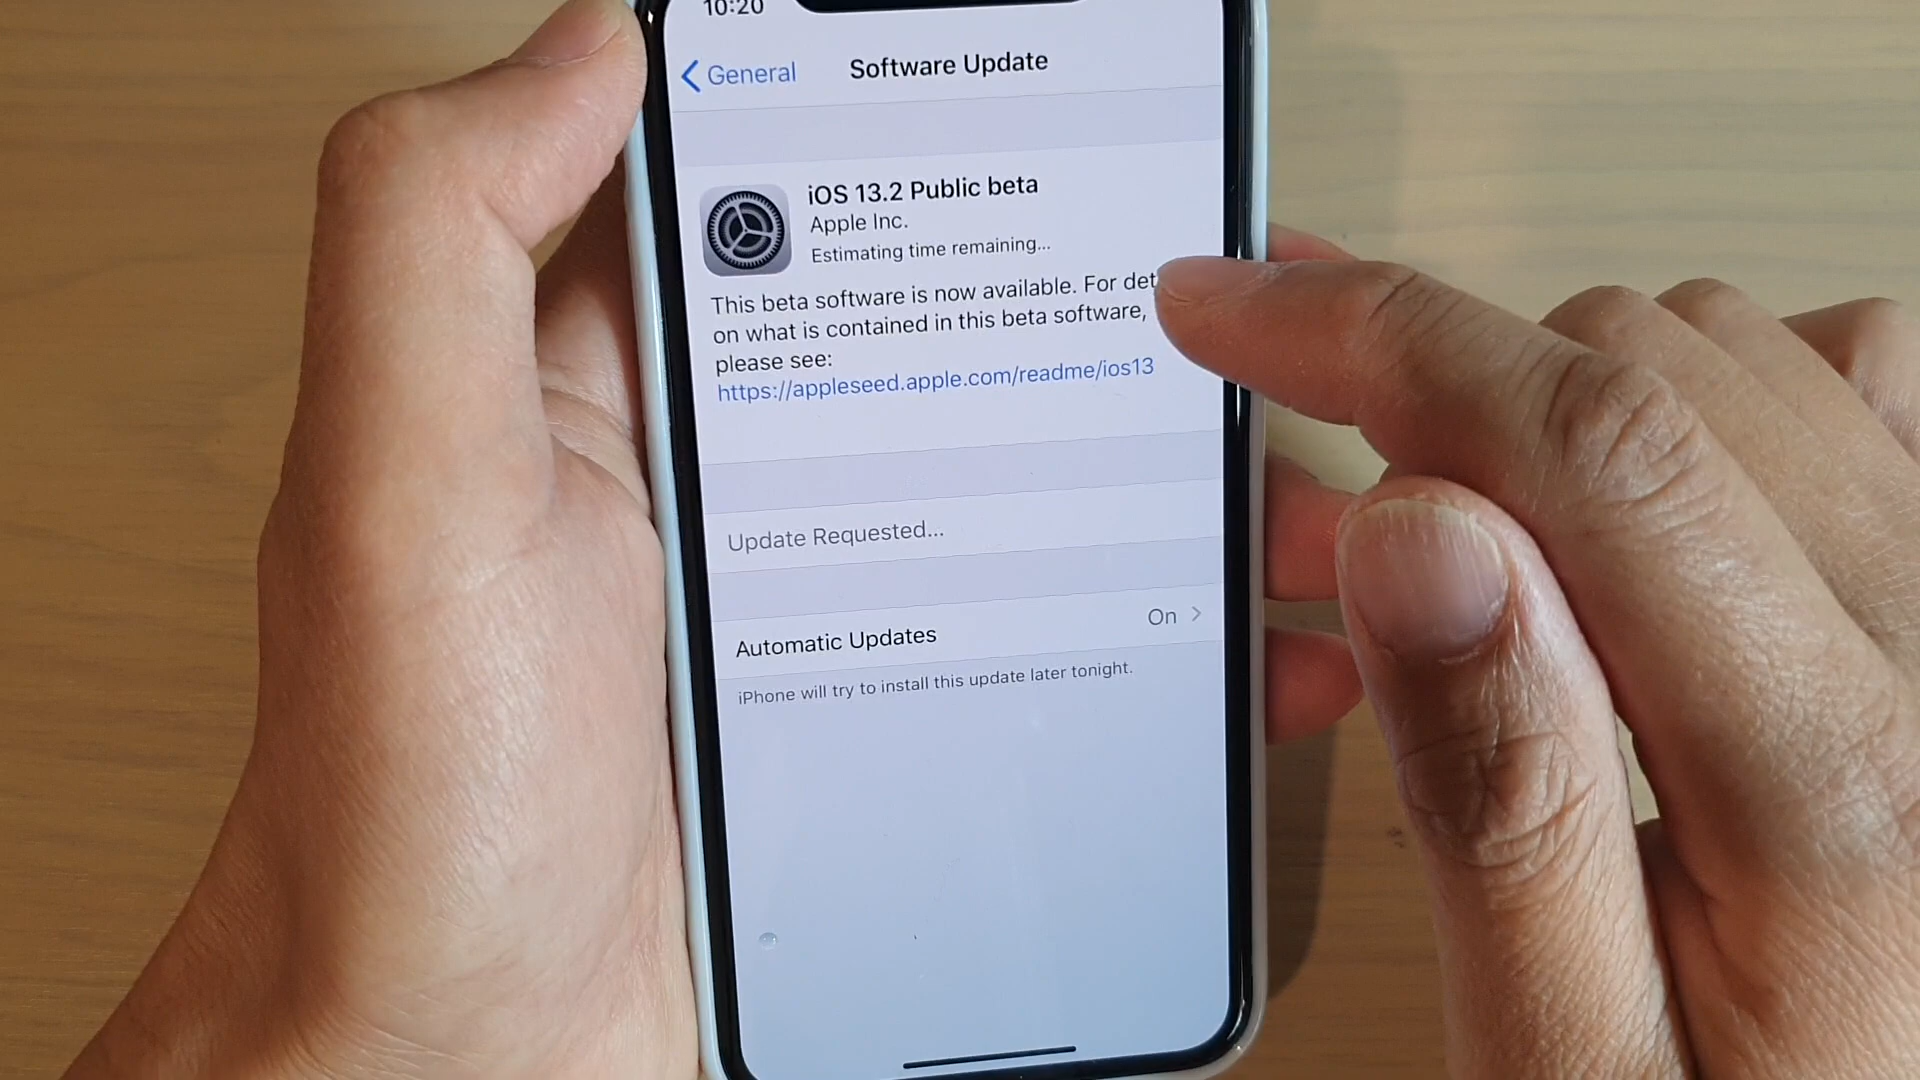 10:20
General
Software Update
iOS 13.2 Public beta
Apple Inc.
Estimating time remaining...
This beta software is now available. For
on what is contained in this beta software,
please see:
https://appleseed.apple.com/readme/ios13
Update Requested...
Automatic Updates On
iPhone will try to install this update later tonight.